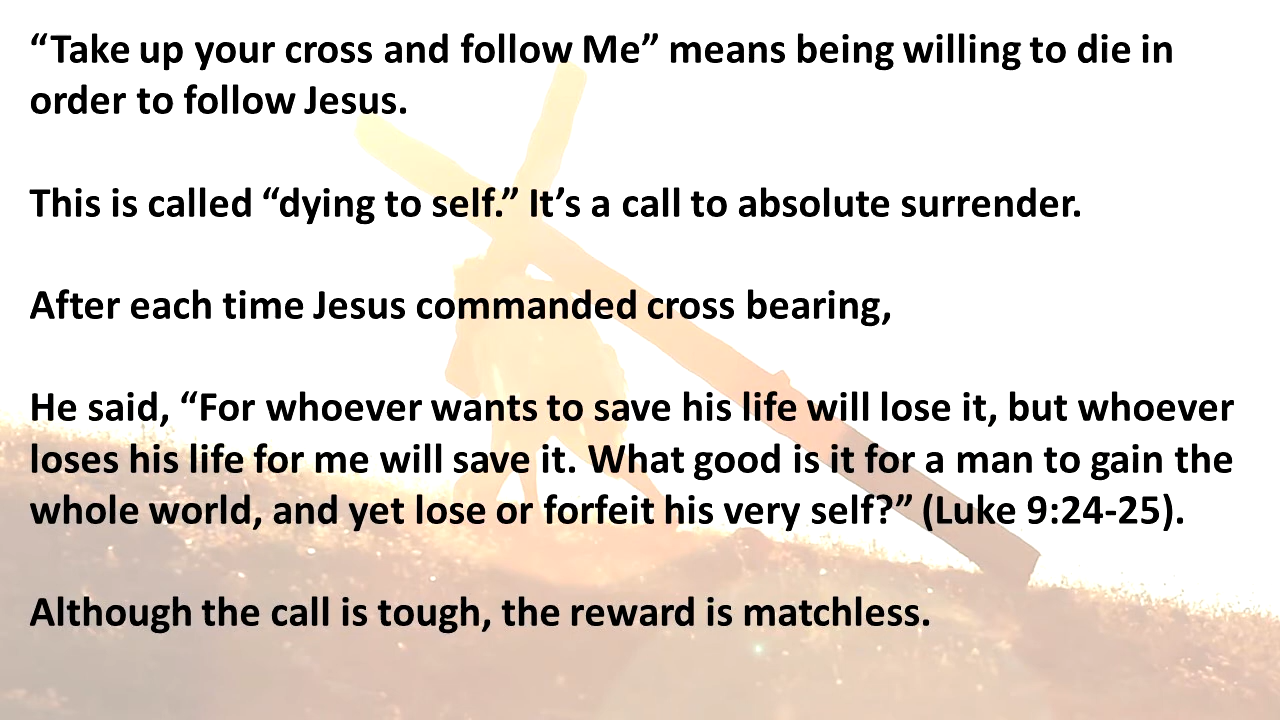 “Take up your cross and follow Me” means being willing to die in
order to follow Jesus.
This is called “dying to self.” It’s a call to absolute surrender.
After each time Jesus commanded cross bearing,
He said, “For whoever wants to save his life will lose it, but whoever
loses his life for me will save it. What good is it for a man to gain the
whole world, and yet lose or forfeit his very self?” (Luke 9:24-25).
Although the call is tough, the reward is matchless.